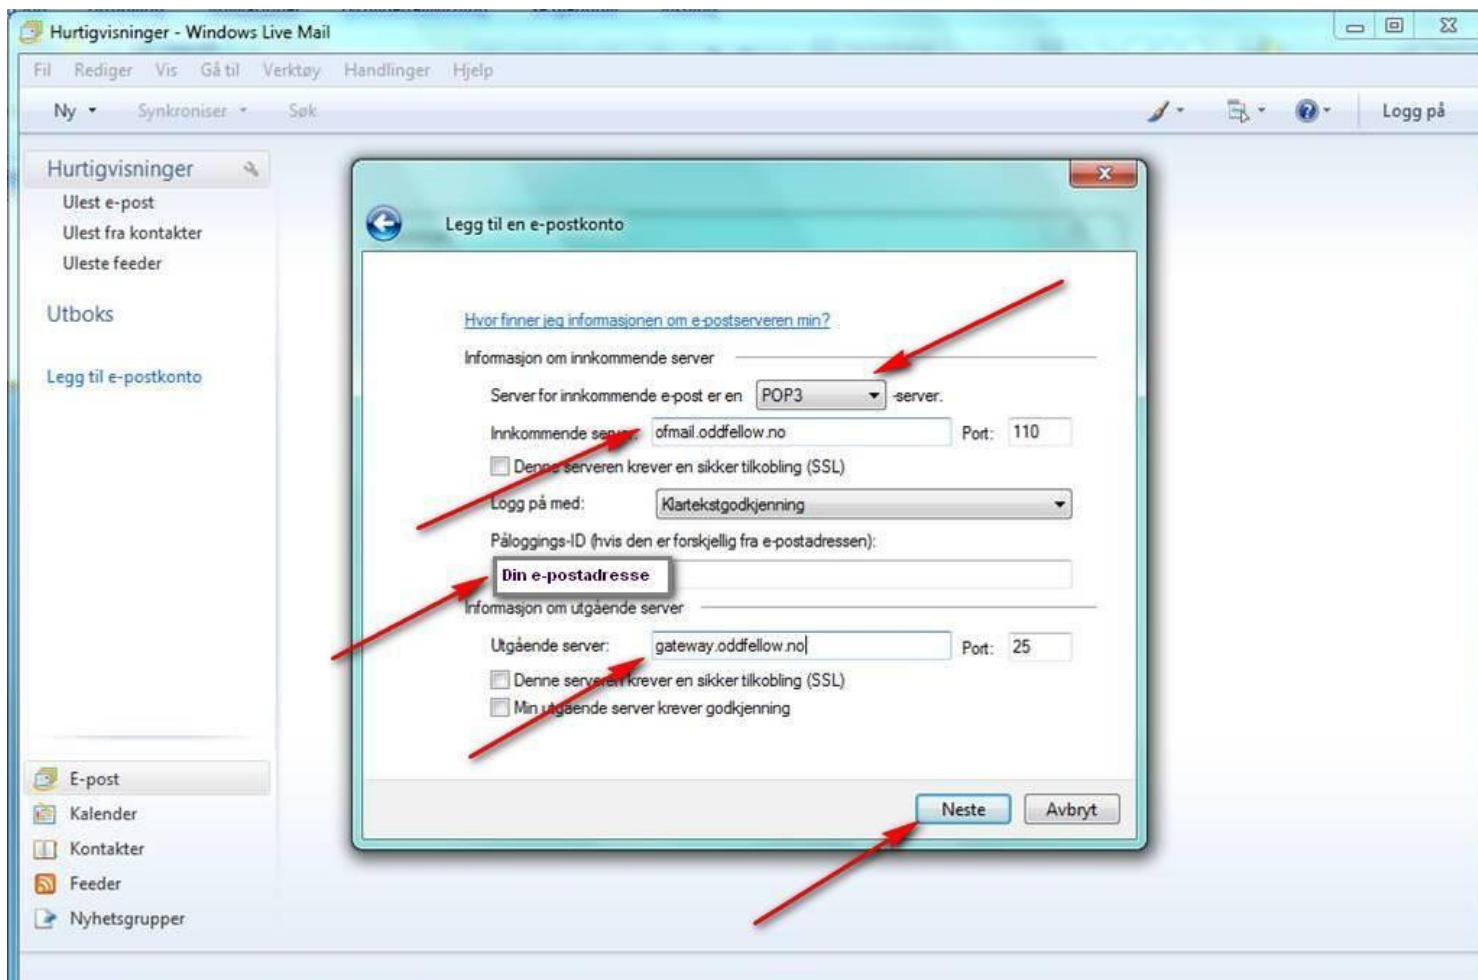 Hurtigvisninger - Windows Live Mail
Fil Rediger Vis Gå til Verktøy Handlinger Hjelp
Ny Synkroniser Søk Logg på
Hurtigvisninger
Ulest e-post
Ulest fra kontakter
Uleste feeder
Utboks
Legg til e-postkonto
Legg til en e-postkonto
Hvor finner jeg informasjonen om e-postserveren min?
Informasjon om innkommende server
Server for innkommende e-post er en POP3 -server.
Innkommende server: ofmail.oddfellow.no Port: 110
Denne serveren krever en sikker tilkobling (SSL)
Logg på med: Klartekstgodkjenning
Påloggings-ID (hvis den er forskjellig fra e-postadressen):
Din e-postadresse
Informasjon om utgående server
Utgående server: gateway.oddfellow.no Port: 25
Denne serveren krever en sikker tilkobling (SSL)
Min utgående server krever godkjenning
Neste Avbryt
E-post
Kalender
Kontakter
Feeder
Nyhetsgrupper